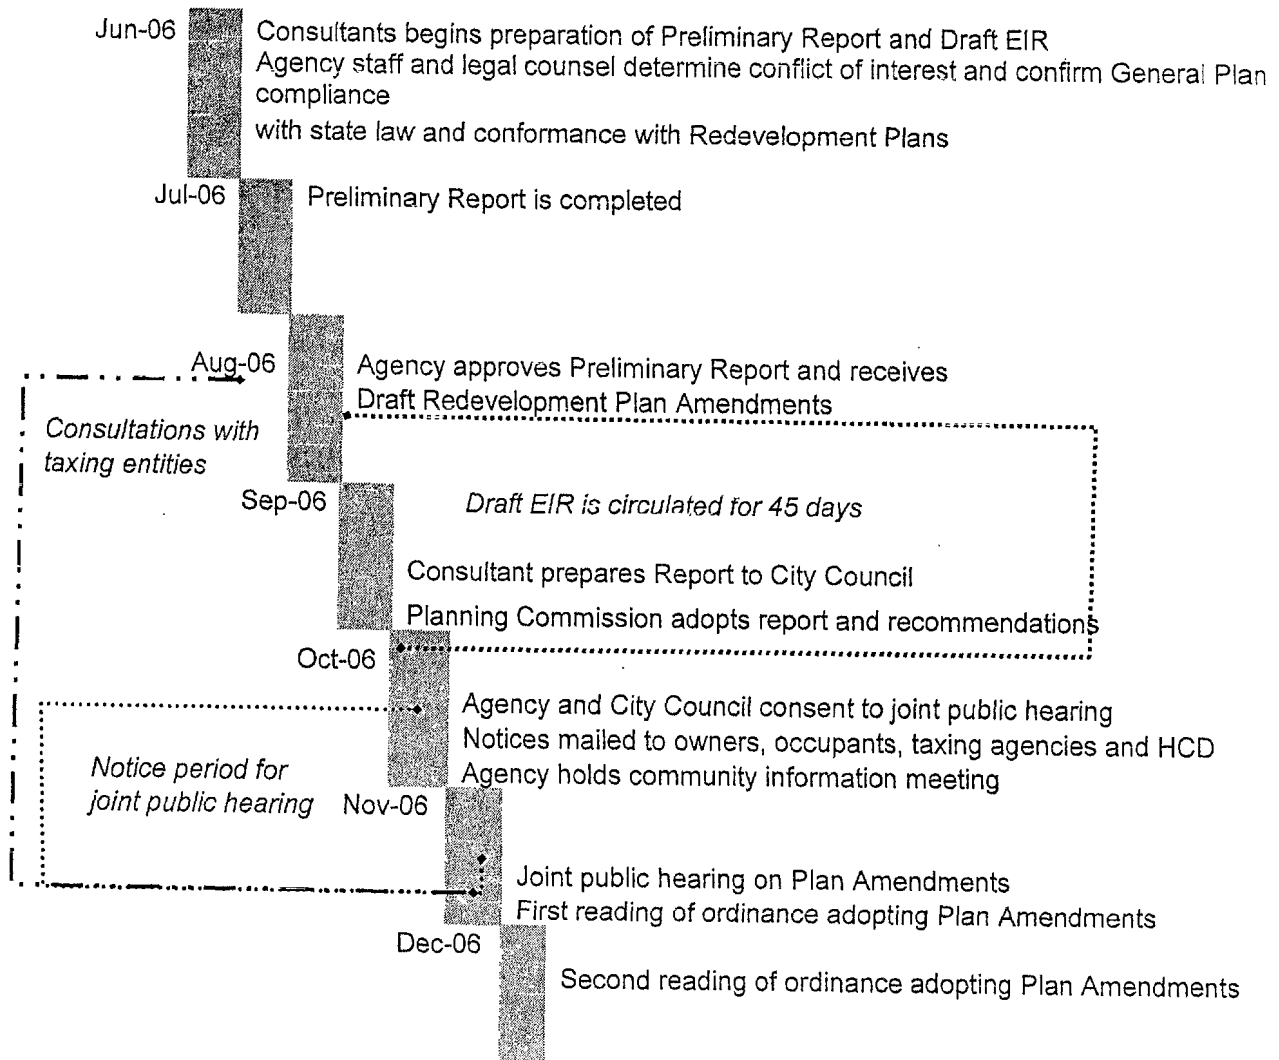 Jun-06
Consultants begins preparation of Preliminary Report and Draft EIR
Agency staff and legal counsel determine conflict of interest and confirm General Plan
compliance
with state law and conformance with Redevelopment Plans
Jul-06
Preliminary Report is completed
Aug-06
Agency approves Preliminary Report and receives
Draft Redevelopment Plan Amendments
Consultations with
taxing entities
Sep-06
Draft EIR is circulated for 45 days
Consultant prepares Report to City Council
Planning Commission adopts report and recommendations
Oct-06
Agency and City Council consent to joint public hearing
Notices mailed to owners, occupants, taxing agencies and HCD
Agency holds community information meeting
Notice period for
joint public hearing
Nov-06
Joint public hearing on Plan Amendments
First reading of ordinance adopting Plan Amendments
Dec-06
Second reading of ordinance adopting Plan Amendments